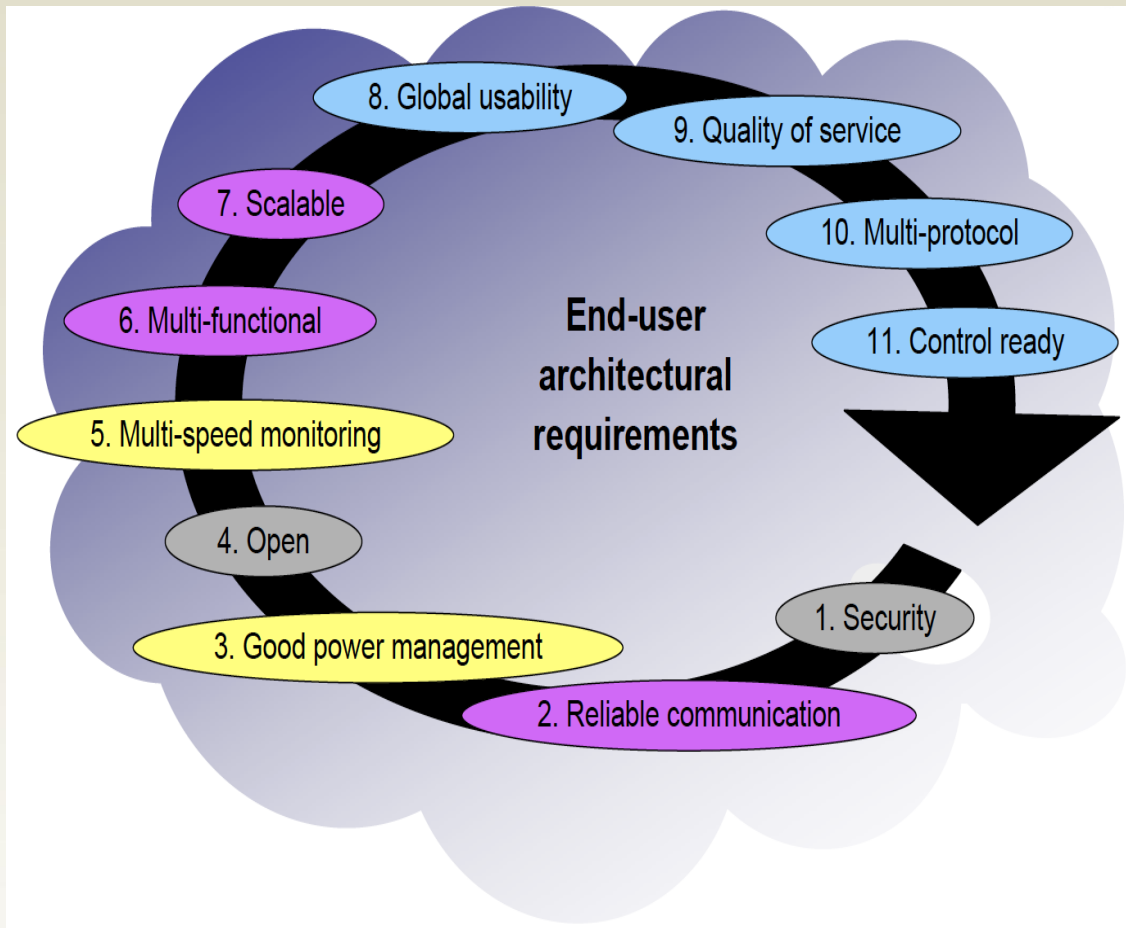 8. Global usability
9. Quality of service
7. Scalable
10. Multi-protocol
6. Multi-functional
End-user
architectural
requirements
11. Control ready
5. Multi-speed monitoring
4. Open
1. Security
3. Good power management
2. Reliable communication